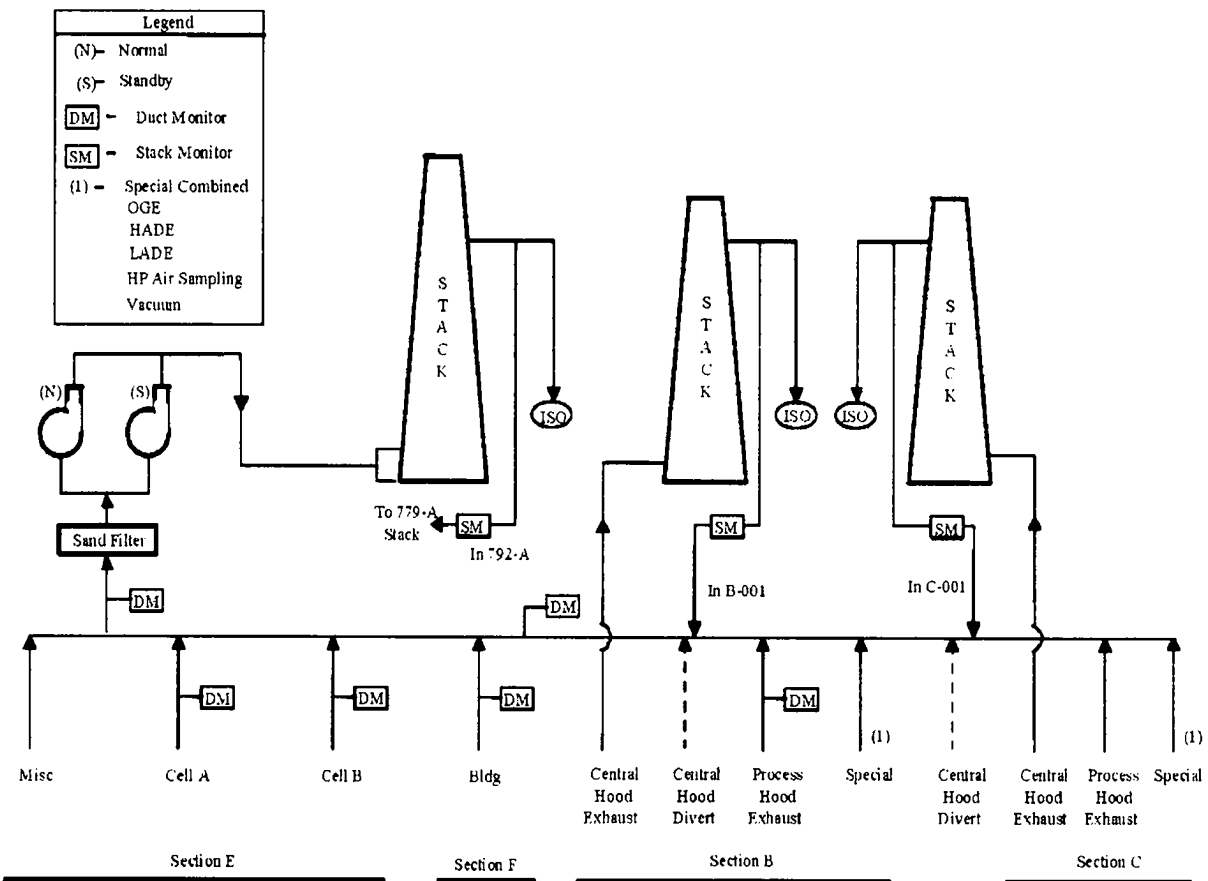 Legend
(N)- Normal
(S)- Standby
DM - Duct Monitor
SM - Stack Monitor
(1) - Special Combined
OGE
HADE
LADE
HP Air Sampling
Vacuum
STACK
STACK
STACK
(N)
(S)
ISO
ISO
ISO
To 779-A
Stack
SM
In 792-A
SM
SM
Sand Filter
In B-001
In C-001
DM
DM
DM
DM
DM
DM
(1)
(1)
Misc
Cell A
Cell B
Bldg
Central
Hood
Exhaust
Central
Hood
Divert
Process
Hood
Exhaust
Special
Central
Hood
Divert
Central
Hood
Exhaust
Process
Hood
Exhaust
Special
Section E
Section F
Section B
Section C